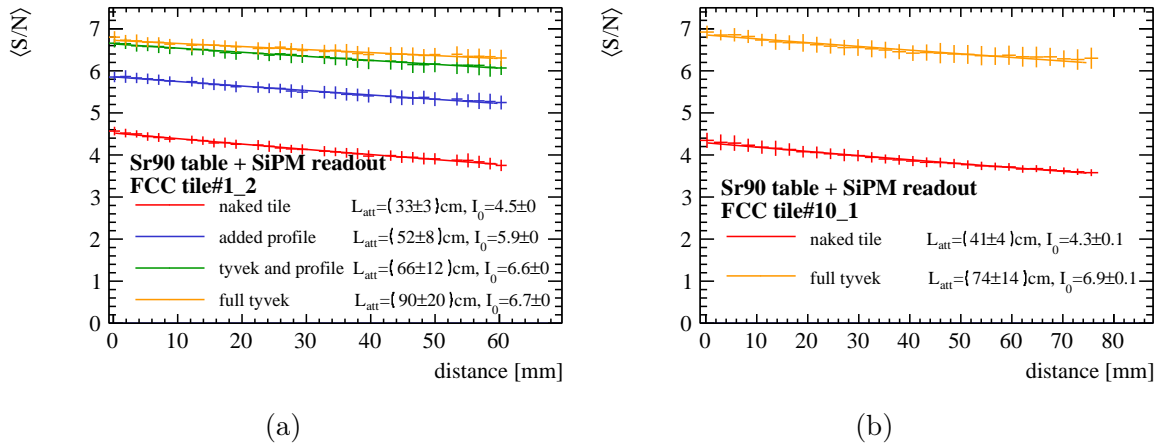 ⟨S/N⟩
7
6
5
4
3
2
1
0
Sr90 table + SiPM readout
FCC tile#1_2
naked tile L_att=(33±3)cm, I_0=4.5±0
added profile L_att=(52±8)cm, I_0=5.9±0
tyvek and profile L_att=(66±12)cm, I_0=6.6±0
full tyvek L_att=(90±20)cm, I_0=6.7±0
0 10 20 30 40 50 60
distance [mm]
(a)
⟨S/N⟩
7
6
5
4
3
2
1
0
Sr90 table + SiPM readout
FCC tile#10_1
naked tile L_att=(41±4)cm, I_0=4.3±0.1
full tyvek L_att=(74±14)cm, I_0=6.9±0.1
0 10 20 30 40 50 60 70 80
distance [mm]
(b)